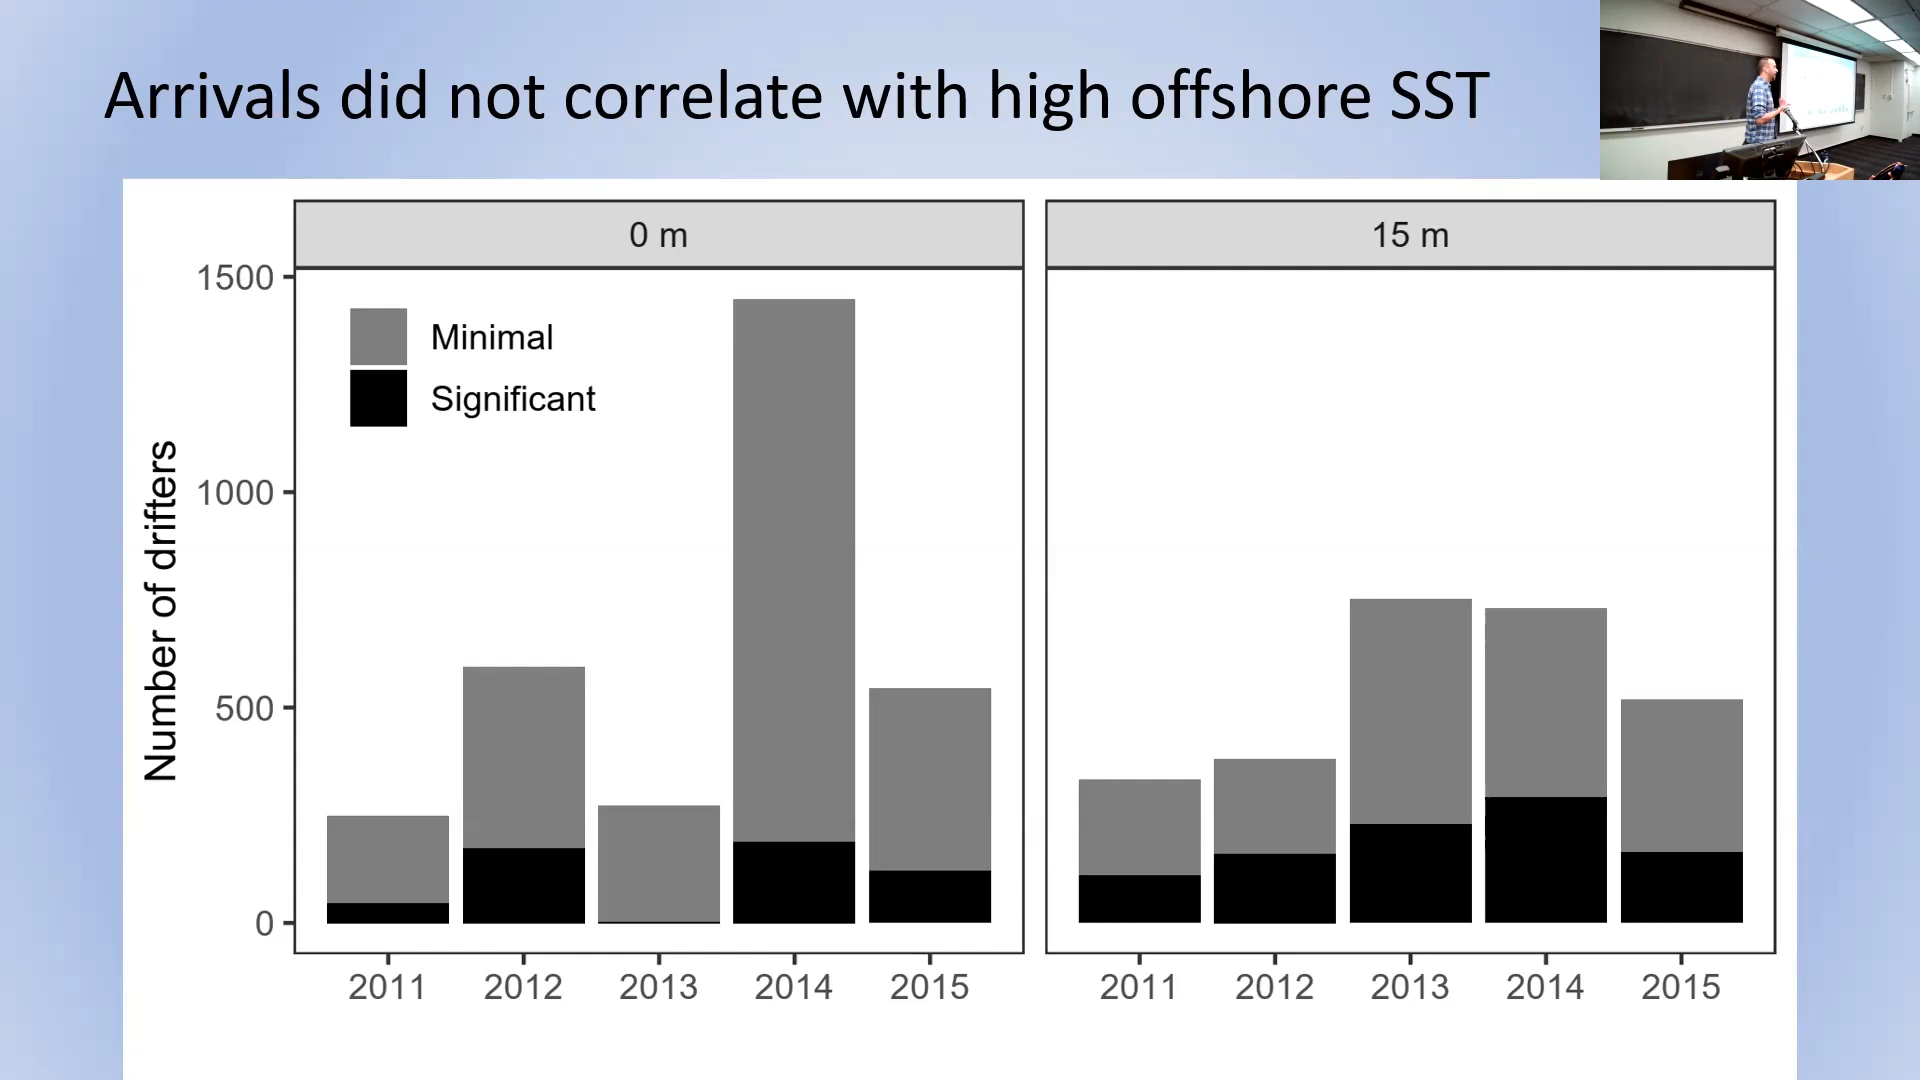 Arrivals did not correlate with high offshore SST
0 m
15 m
1500
1000
500
0
Number of drifters
Minimal
Significant
2011 2012 2013 2014 2015
2011 2012 2013 2014 2015